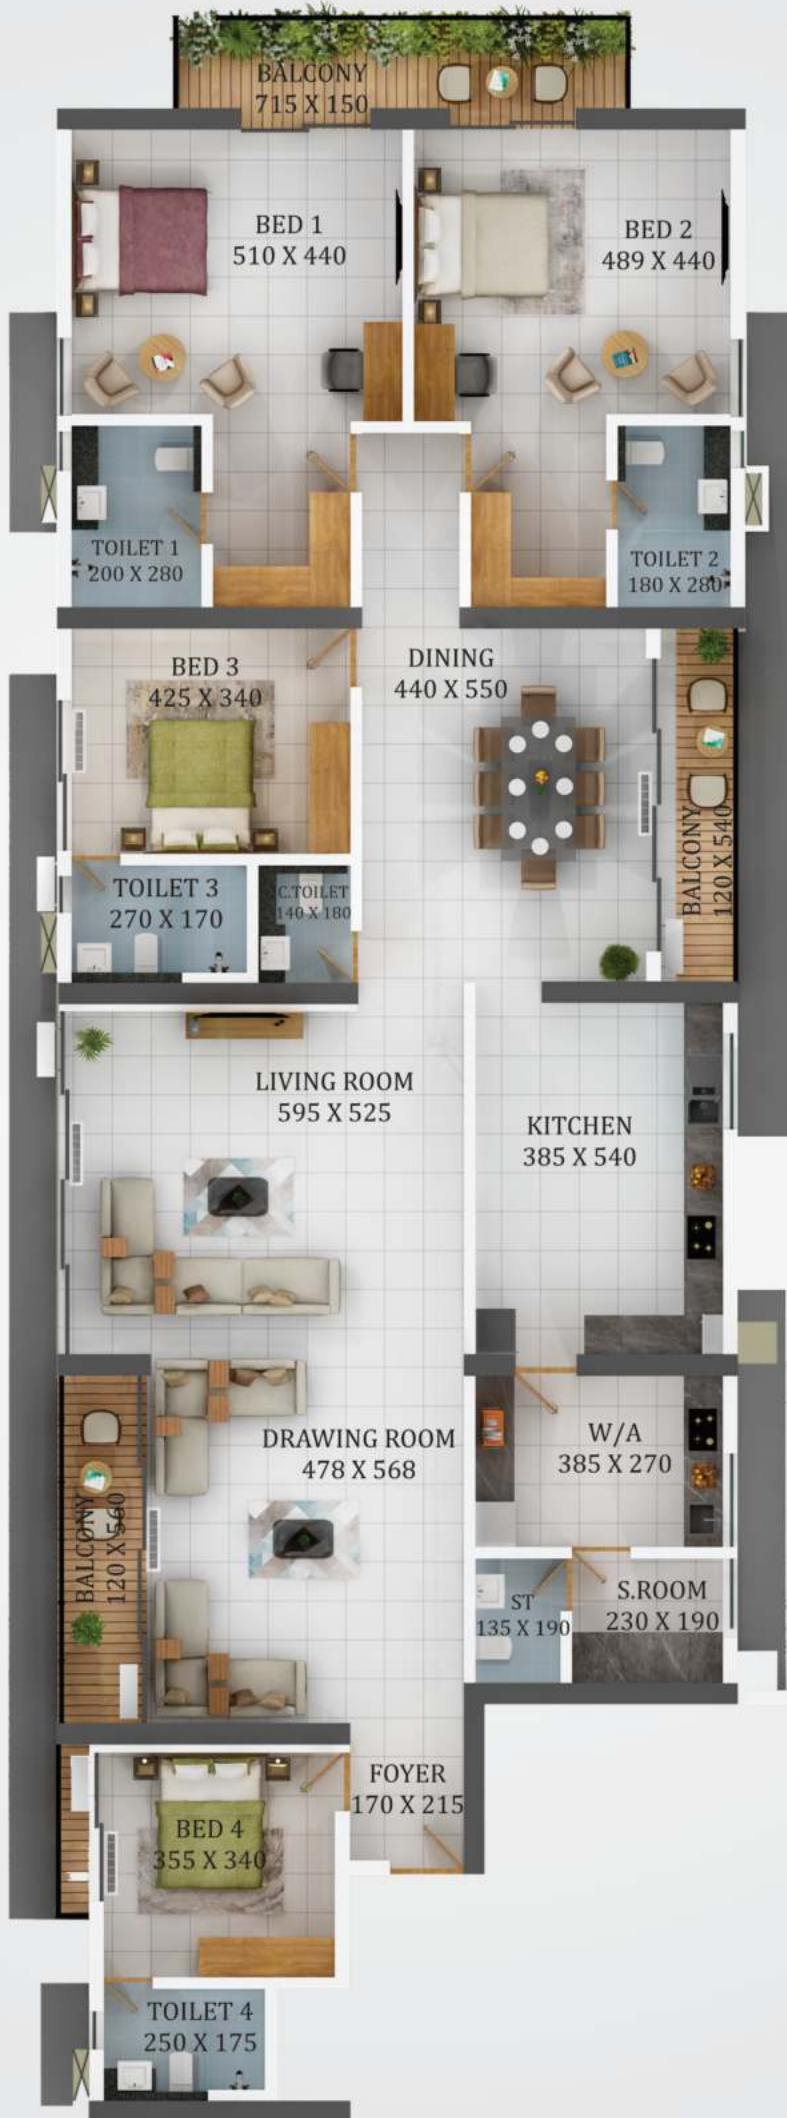 BALCONY
715 X 150
BED 1
510 X 440
BED 2
489 X 440
TOILET 1
200 X 280
TOILET 2
180 X 280
BED 3
425 X 340
DINING
440 X 550
BALCONY
120 X 540
TOILET 3
270 X 170
C.TOILET
140 X 180
LIVING ROOM
595 X 525
KITCHEN
385 X 540
DRAWING ROOM
478 X 568
W/A
385 X 270
BALCONY
120 X 560
ST
135 X 190
S.ROOM
230 X 190
FOYER
170 X 215
BED 4
355 X 340
TOILET 4
250 X 175